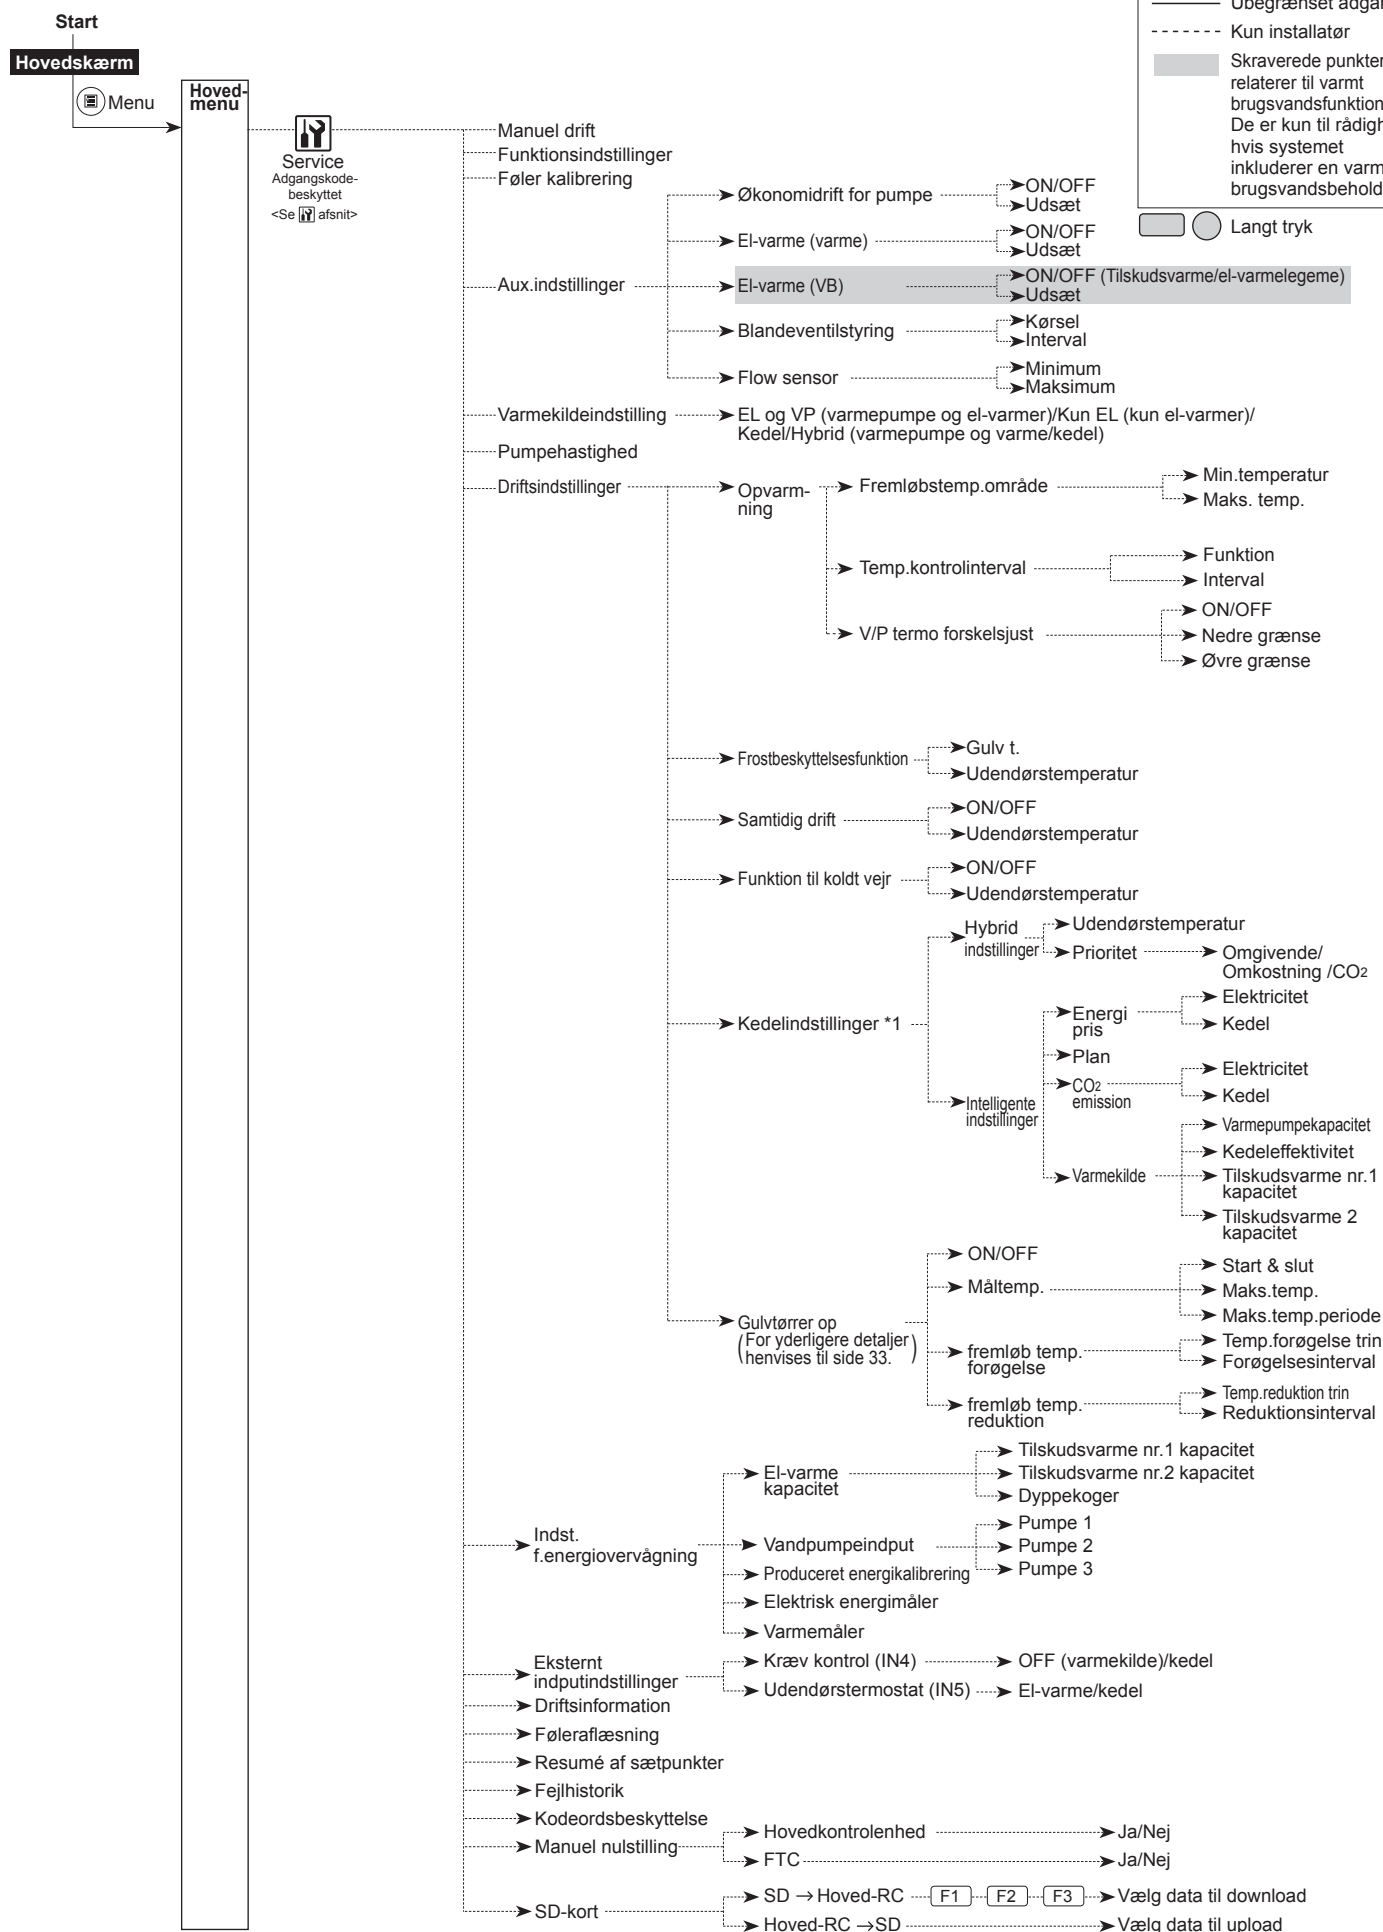 Start
Hovedskærm
Menu
Hoved-
menu
Service
Adgangskode-
beskyttet
<Se afsnit>
Ubegrænset
Kun installatør
Skraverede
relaterer til varmt
De er kun til
hvis systemet
inkluderer en
Langt tryk
Manuel drift
Funktionsindstillinger
Føler kalibrering
Aux.indstillinger
Økonomidrift for pumpe
ON/OFF
Udsæt
El-varme (varme)
ON/OFF
Udsæt
El-varme (VB)
ON/OFF (Tilskudsvarme/el-varmelegeme)
Udsæt
Blandeventilstyring
Kørsel
Interval
Flow sensor
Minimum
Maksimum
Varmekildeindstilling
EL og VP (varmepumpe og el-varmer)/Kun EL (kun el-varmer)/
Kedel/Hybrid (varmepumpe og varme/kedel)
Pumpehastighed
Driftsindstillinger
Opvarm-
ning
Fremløbstemp.område
Min.temperatur
Maks. temp.
Temp.kontrolinterval
Funktion
Interval
V/P termo forskelsjust
ON/OFF
Nedre grænse
Øvre grænse
Frostbeskyttelsesfunktion
Gulv t.
Udendørstemperatur
Samtidig drift
ON/OFF
Udendørstemperatur
Funktion til koldt vejr
ON/OFF
Udendørstemperatur
Kedelindstillinger *1
Hybrid
indstillinger
Udendørstemperatur
Prioritet
Omgivende/
Omkostning /CO2
Intelligente
indstillinger
Energi
pris
Elektricitet
Kedel
Plan
CO2
emission
Elektricitet
Kedel
Varmekilde
Varmepumpekapacitet
Kedeleffektivitet
Tilskudsvarme nr.1
kapacitet
Tilskudsvarme 2
kapacitet
Gulvtørrer op
(For yderligere detaljer
henvises til side 33.)
ON/OFF
Måltemp.
Start & slut
Maks.temp.
Maks.temp.periode
fremløb temp.
forøgelse
Temp.forøgelse trin
Forøgelsesinterval
fremløb temp.
reduktion
Temp.reduktion trin
Reduktionsinterval
Indst.
f.energiovervågning
El-varme
kapacitet
Tilskudsvarme nr.1 kapacitet
Tilskudsvarme nr.2 kapacitet
Dyppekoger
Vandpumpeindput
Pumpe 1
Pumpe 2
Pumpe 3
Produceret energikalibrering
Elektrisk energimåler
Varmemåler
Eksternt
indputindstillinger
Kræv kontrol (IN4)
OFF (varmekilde)/kedel
Udendørstermostat (IN5)
El-varme/kedel
Driftsinformation
Føleraflæsning
Resumé af sætpunkter
Fejlhistorik
Kodeordsbeskyttelse
Manuel nulstilling
Hovedkontrolenhed
Ja/Nej
FTC
Ja/Nej
SD-kort
SD → Hoved-RC
F1
F2
F3
Vælg data til download
Hoved-RC → SD
Vælg data til upload